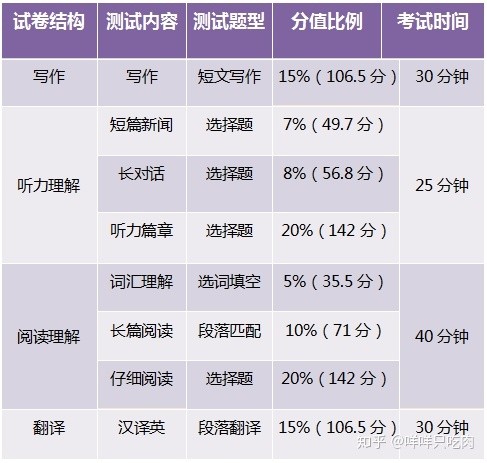 试卷结构 测试内容 测试题型 分值比例 考试时间
写作 写作 短文写作 15%（106.5 分） 30 分钟
听力理解 短篇新闻 选择题 7%（49.7 分） 25 分钟
长对话 选择题 8%（56.8 分）
听力篇章 选择题 20%（142 分）
阅读理解 词汇理解 选词填空 5%（35.5 分） 40 分钟
长篇阅读 段落匹配 10%（71 分）
仔细阅读 选择题 20%（142 分）
翻译 汉译英 段落翻译 15%（106.5 分） 30 分钟
知乎 @咩咩只吃肉